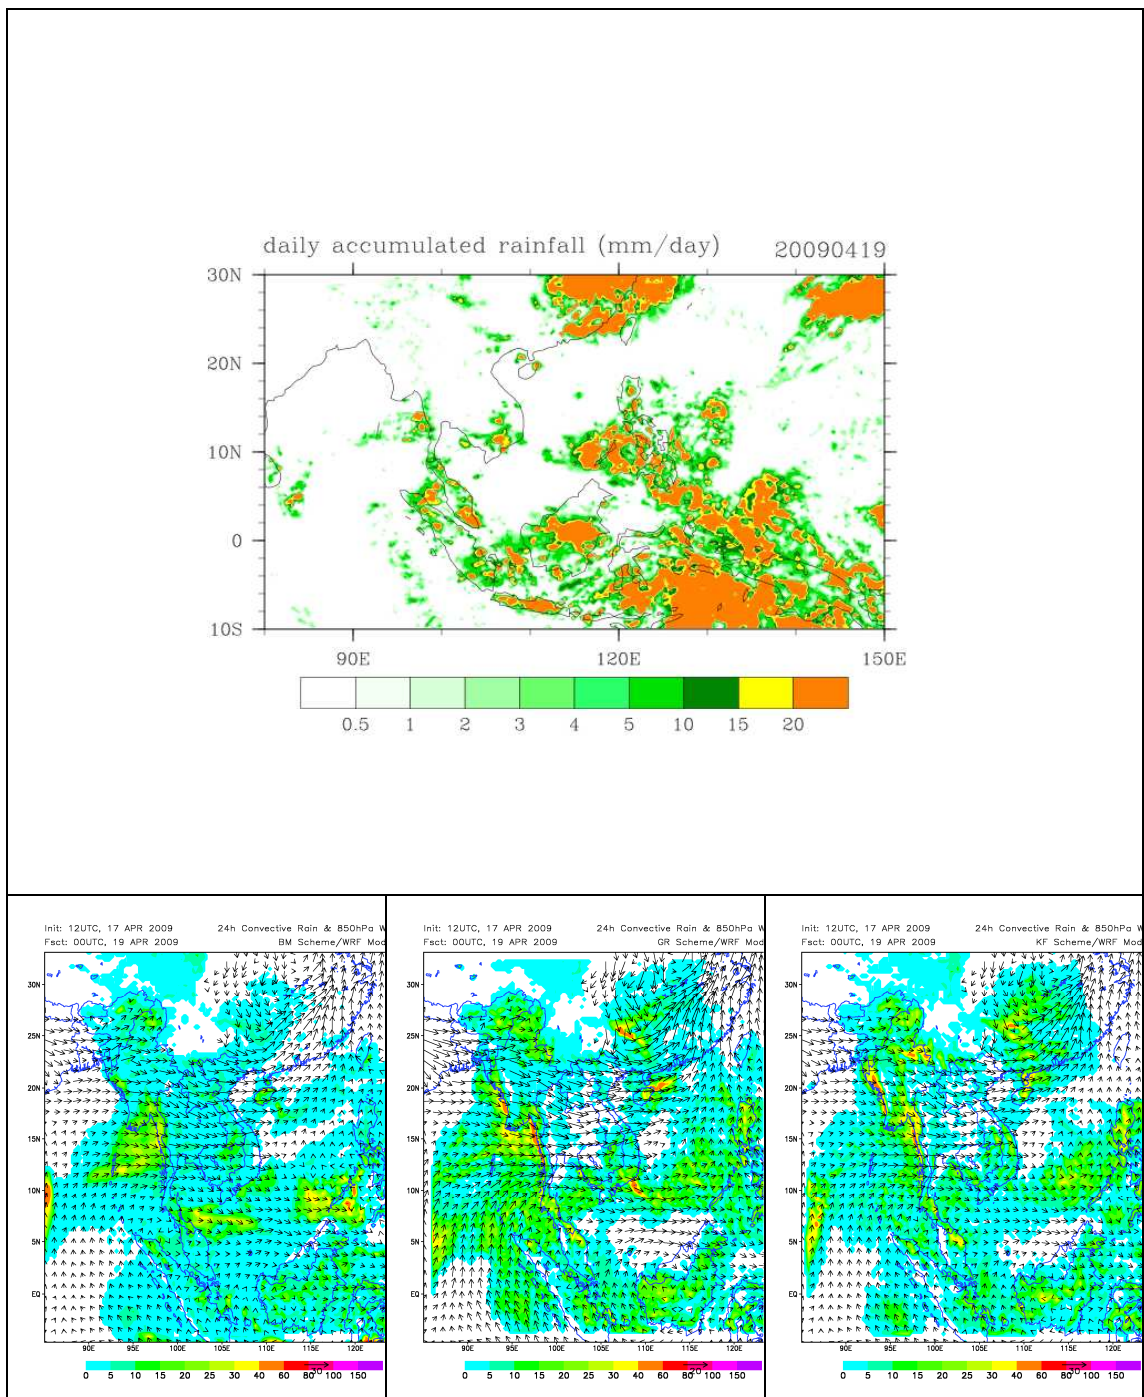 daily accumulated rainfall (mm/day) 20090419
30N
20N
10N
0
10S
90E 120E 150E
0.5 1 2 3 4 5 10 15 20
Init: 12UTC, 17 APR 2009 24h Convective Rain & 850hPa W
Fsct: 00UTC, 19 APR 2009 BM Scheme/WRF Mod
30N
25N
20N
15N
10N
5N
EQ
90E 95E 100E 105E 110E 115E 120E
0 5 10 15 20 25 30 40 60 80 100 150
30
Init: 12UTC, 17 APR 2009 24h Convective Rain & 850hPa W
Fsct: 00UTC, 19 APR 2009 GR Scheme/WRF Mod
30N
25N
20N
15N
10N
5N
EQ
90E 95E 100E 105E 110E 115E 120E
0 5 10 15 20 25 30 40 60 80 100 150
20
Init: 12UTC, 17 APR 2009 24h Convective Rain & 850hPa W
Fsct: 00UTC, 19 APR 2009 KF Scheme/WRF Mod
30N
25N
20N
15N
10N
5N
EQ
90E 95E 100E 105E 110E 115E 120E
0 5 10 15 20 25 30 40 60 80 100 150
30